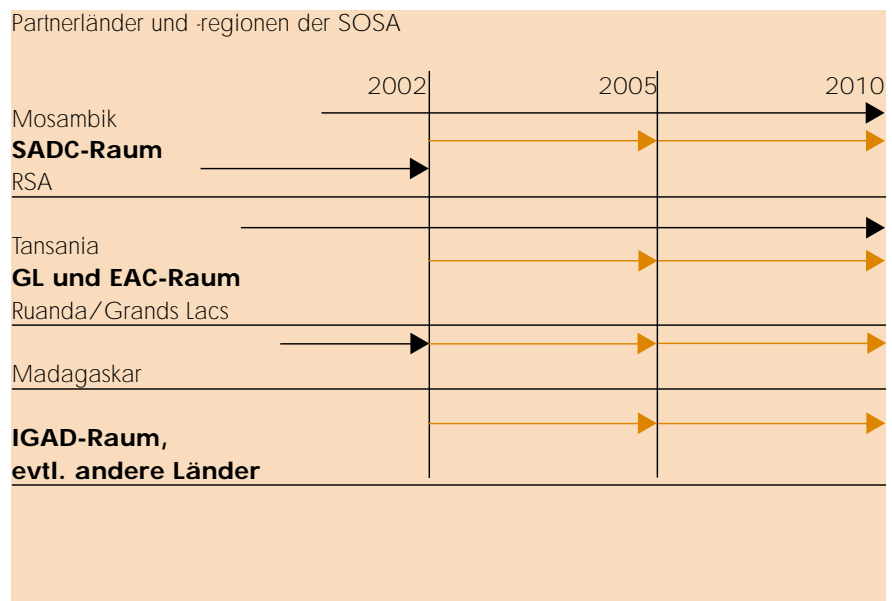 Partnerländer und -regionen der SOSA
2002 2005 2010
Mosambik
SADC-Raum
RSA
Tansania
GL und EAC-Raum
Ruanda/Grands Lacs
Madagaskar
IGAD-Raum,
evtl. andere Länder